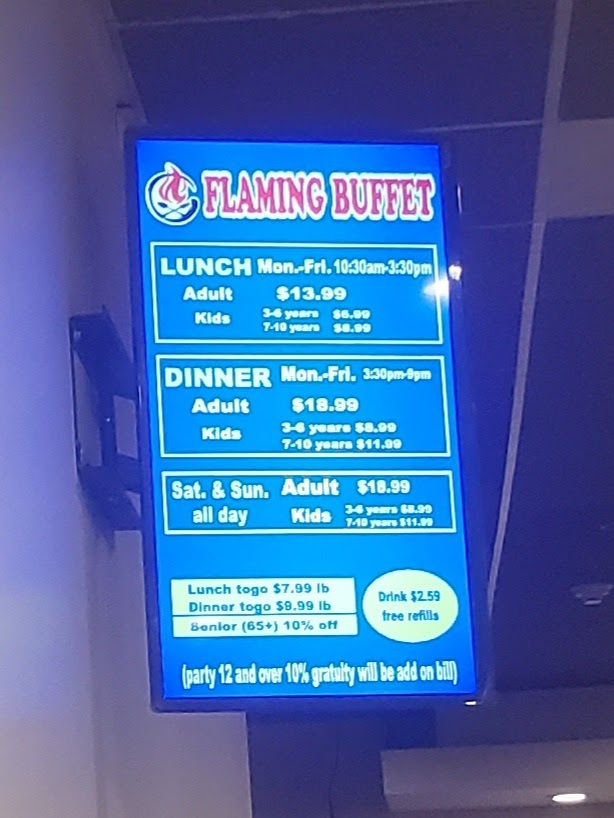 FLAMING BUFFET
LUNCH Mon.-Fri. 10:30am-3:30pm
Adult $13.99
Kids 3-6 years $6.99
7-10 years $8.99
DINNER Mon.-Fri. 3:30pm-9pm
Adult $18.99
Kids 3-6 years $8.99
7-10 years $11.99
Sat. & Sun. Adult $18.99
all day Kids 3-6 years $8.99
7-10 years $11.99
Lunch togo $7.99 lb
Dinner togo $9.99 lb
Senior (65+) 10% off
Drink $2.59
free refills
(party 12 and over 10% gratuity will be add on bill)